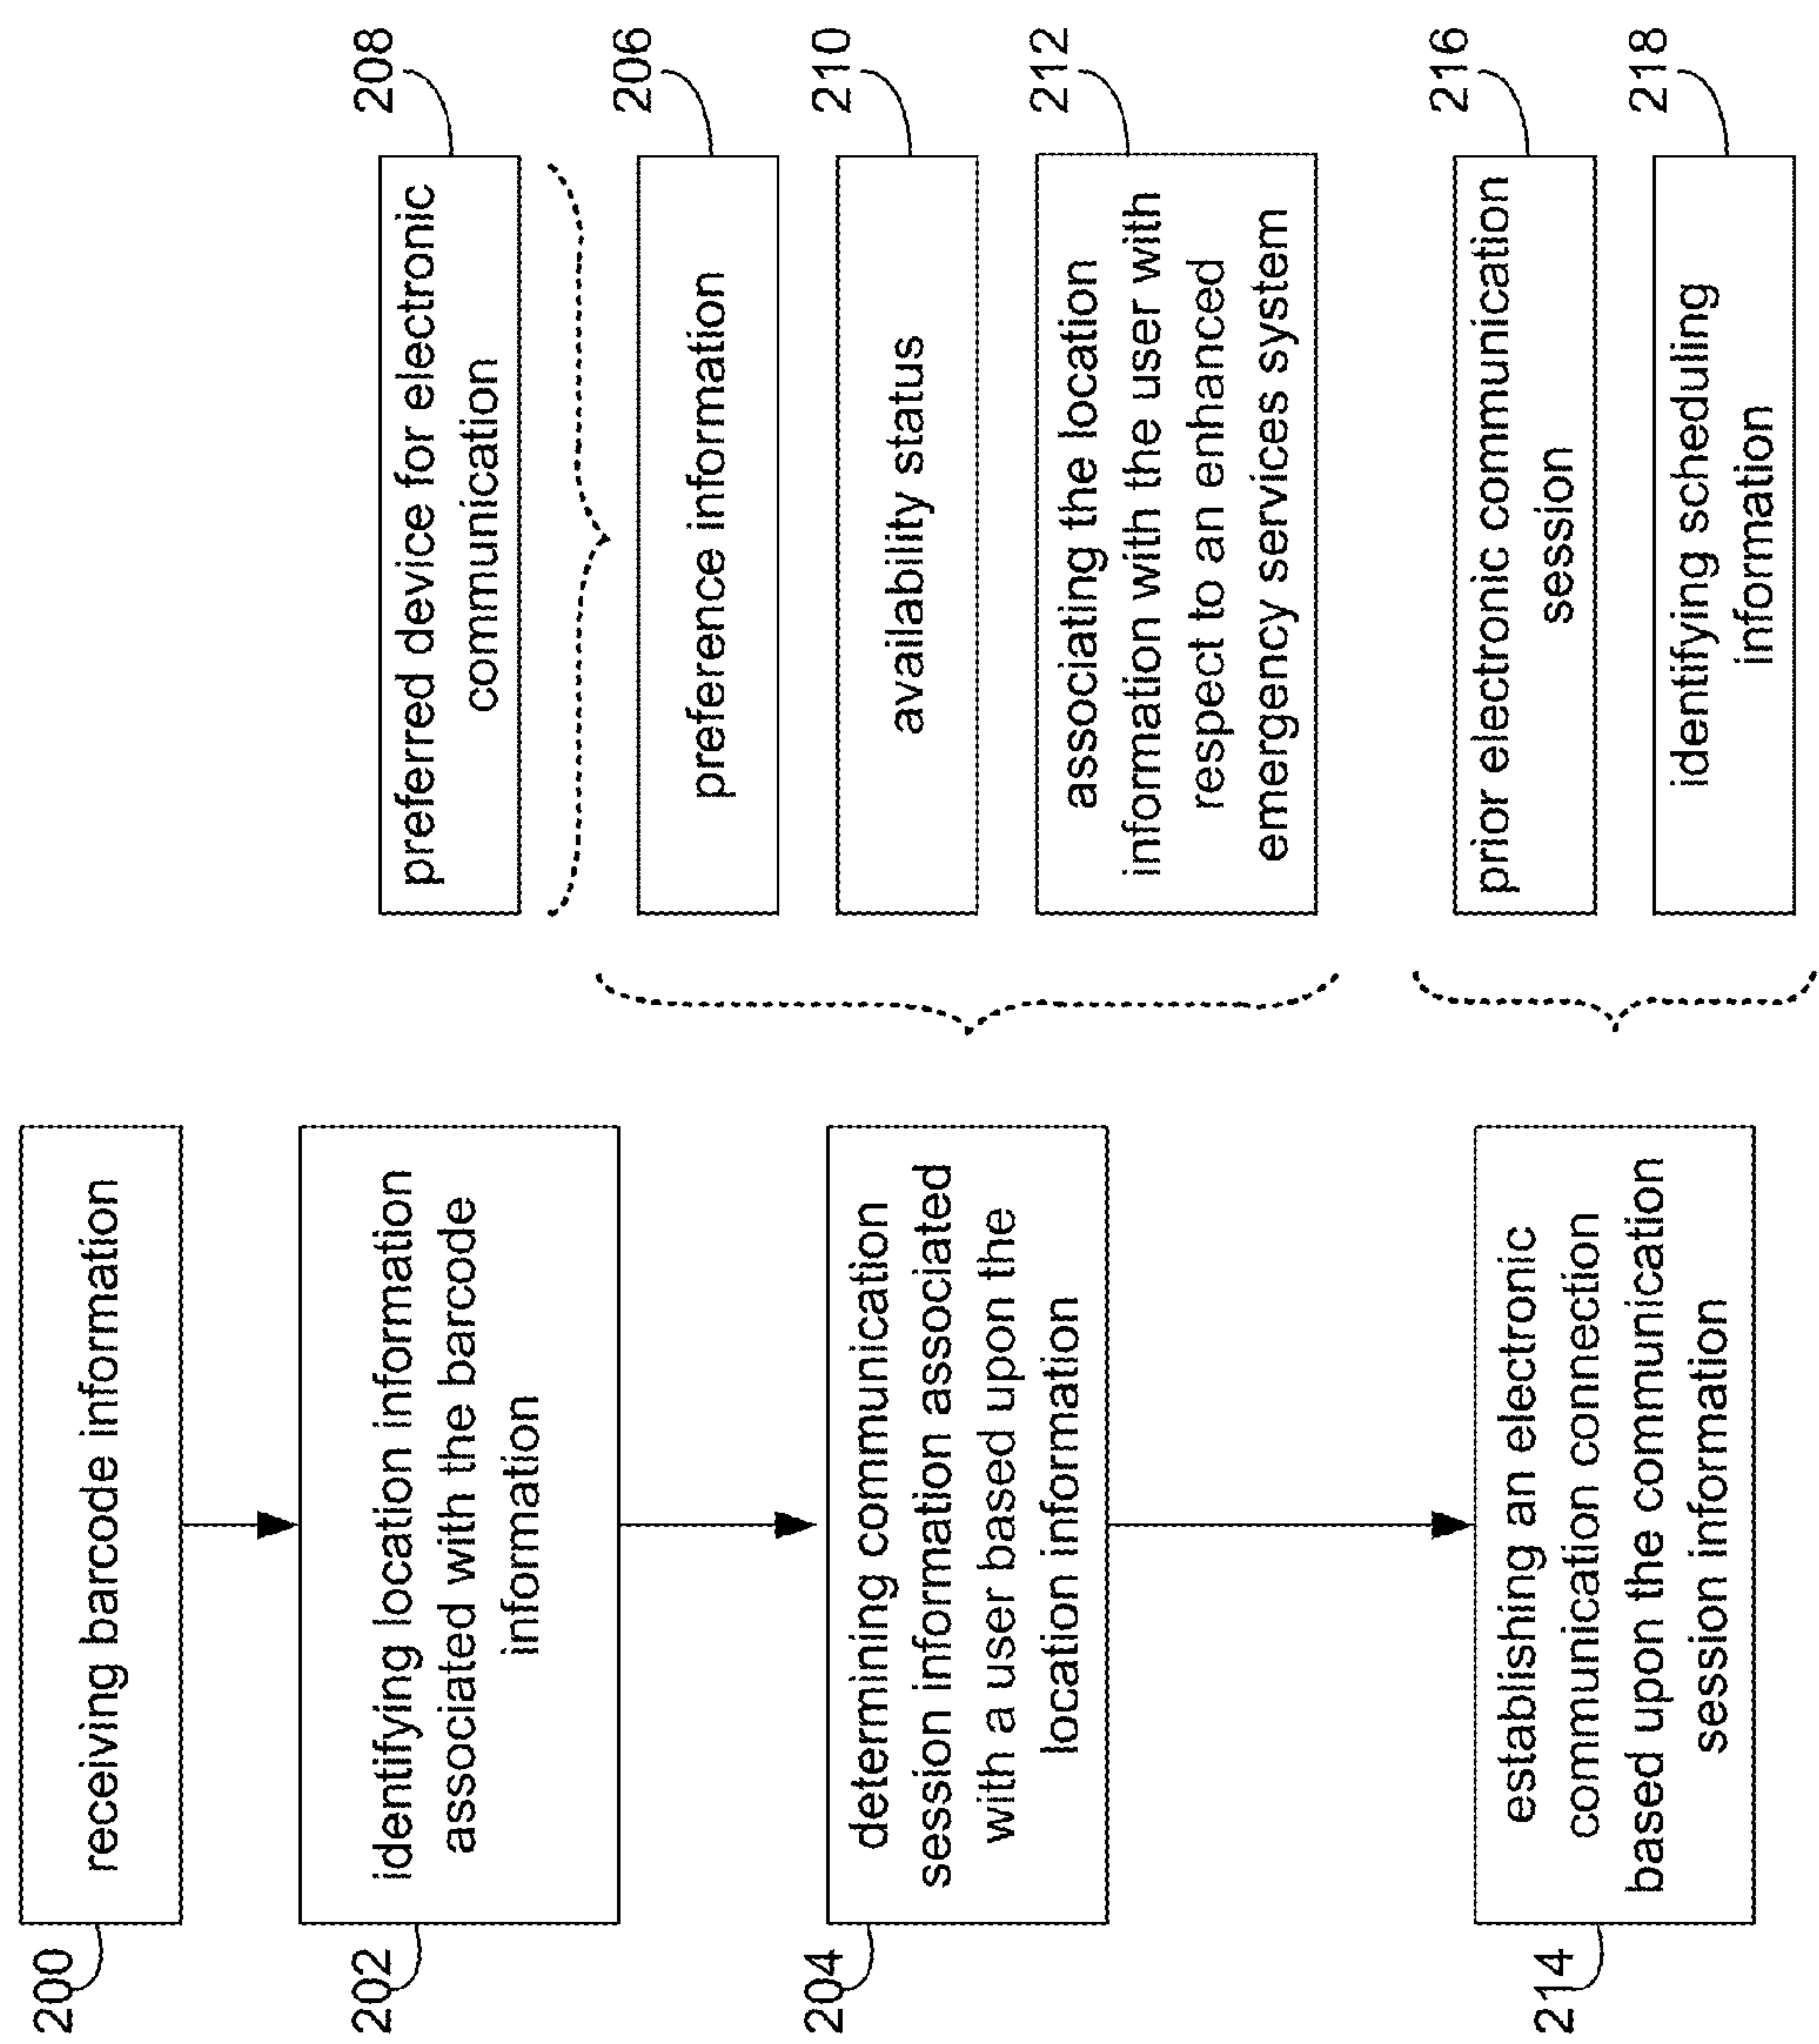 200
receiving barcode information
202
identifying location information
associated with the barcode
information
204
determining communication
session information associated
with a user based upon the
location information
214
establishing an electronic
communication connection
based upon the communication
session information
208
preferred device for electronic
communication
206
preference information
210
availability status
212
associating the location
information with the user with
respect to an enhanced
emergency services system
216
prior electronic communication
session
218
identifying scheduling
information